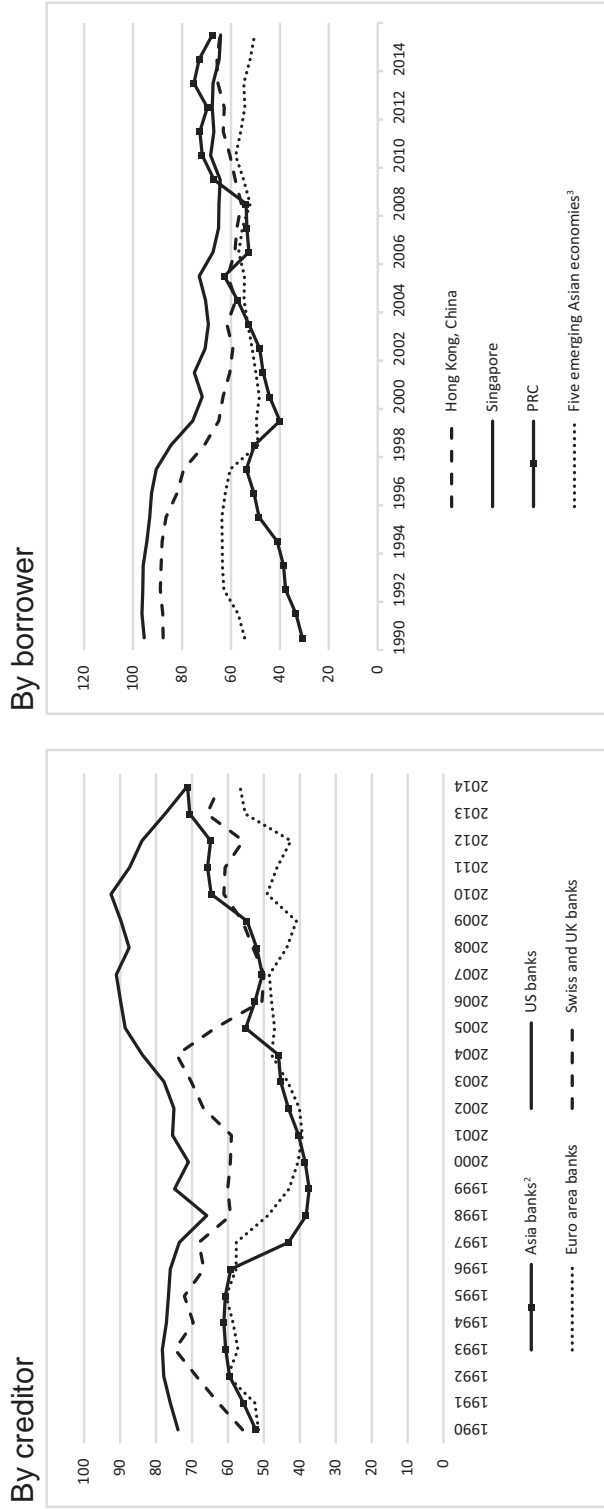 By creditor
100
90
80
70
60
50
40
30
20
10
0
1990 1991 1992 1993 1994 1995 1996 1997 1998 1999 2000 2001 2002 2003 2004 2005 2006 2007 2008 2009 2010 2011 2012 2013 2014
Asia banks² US banks
Euro area banks Swiss and UK banks
By borrower
120
100
80
60
40
20
0
1990 1992 1994 1996 1998 2000 2002 2004 2006 2008 2010 2012 2014
Hong Kong, China
Singapore
PRC
Five emerging Asian economies³